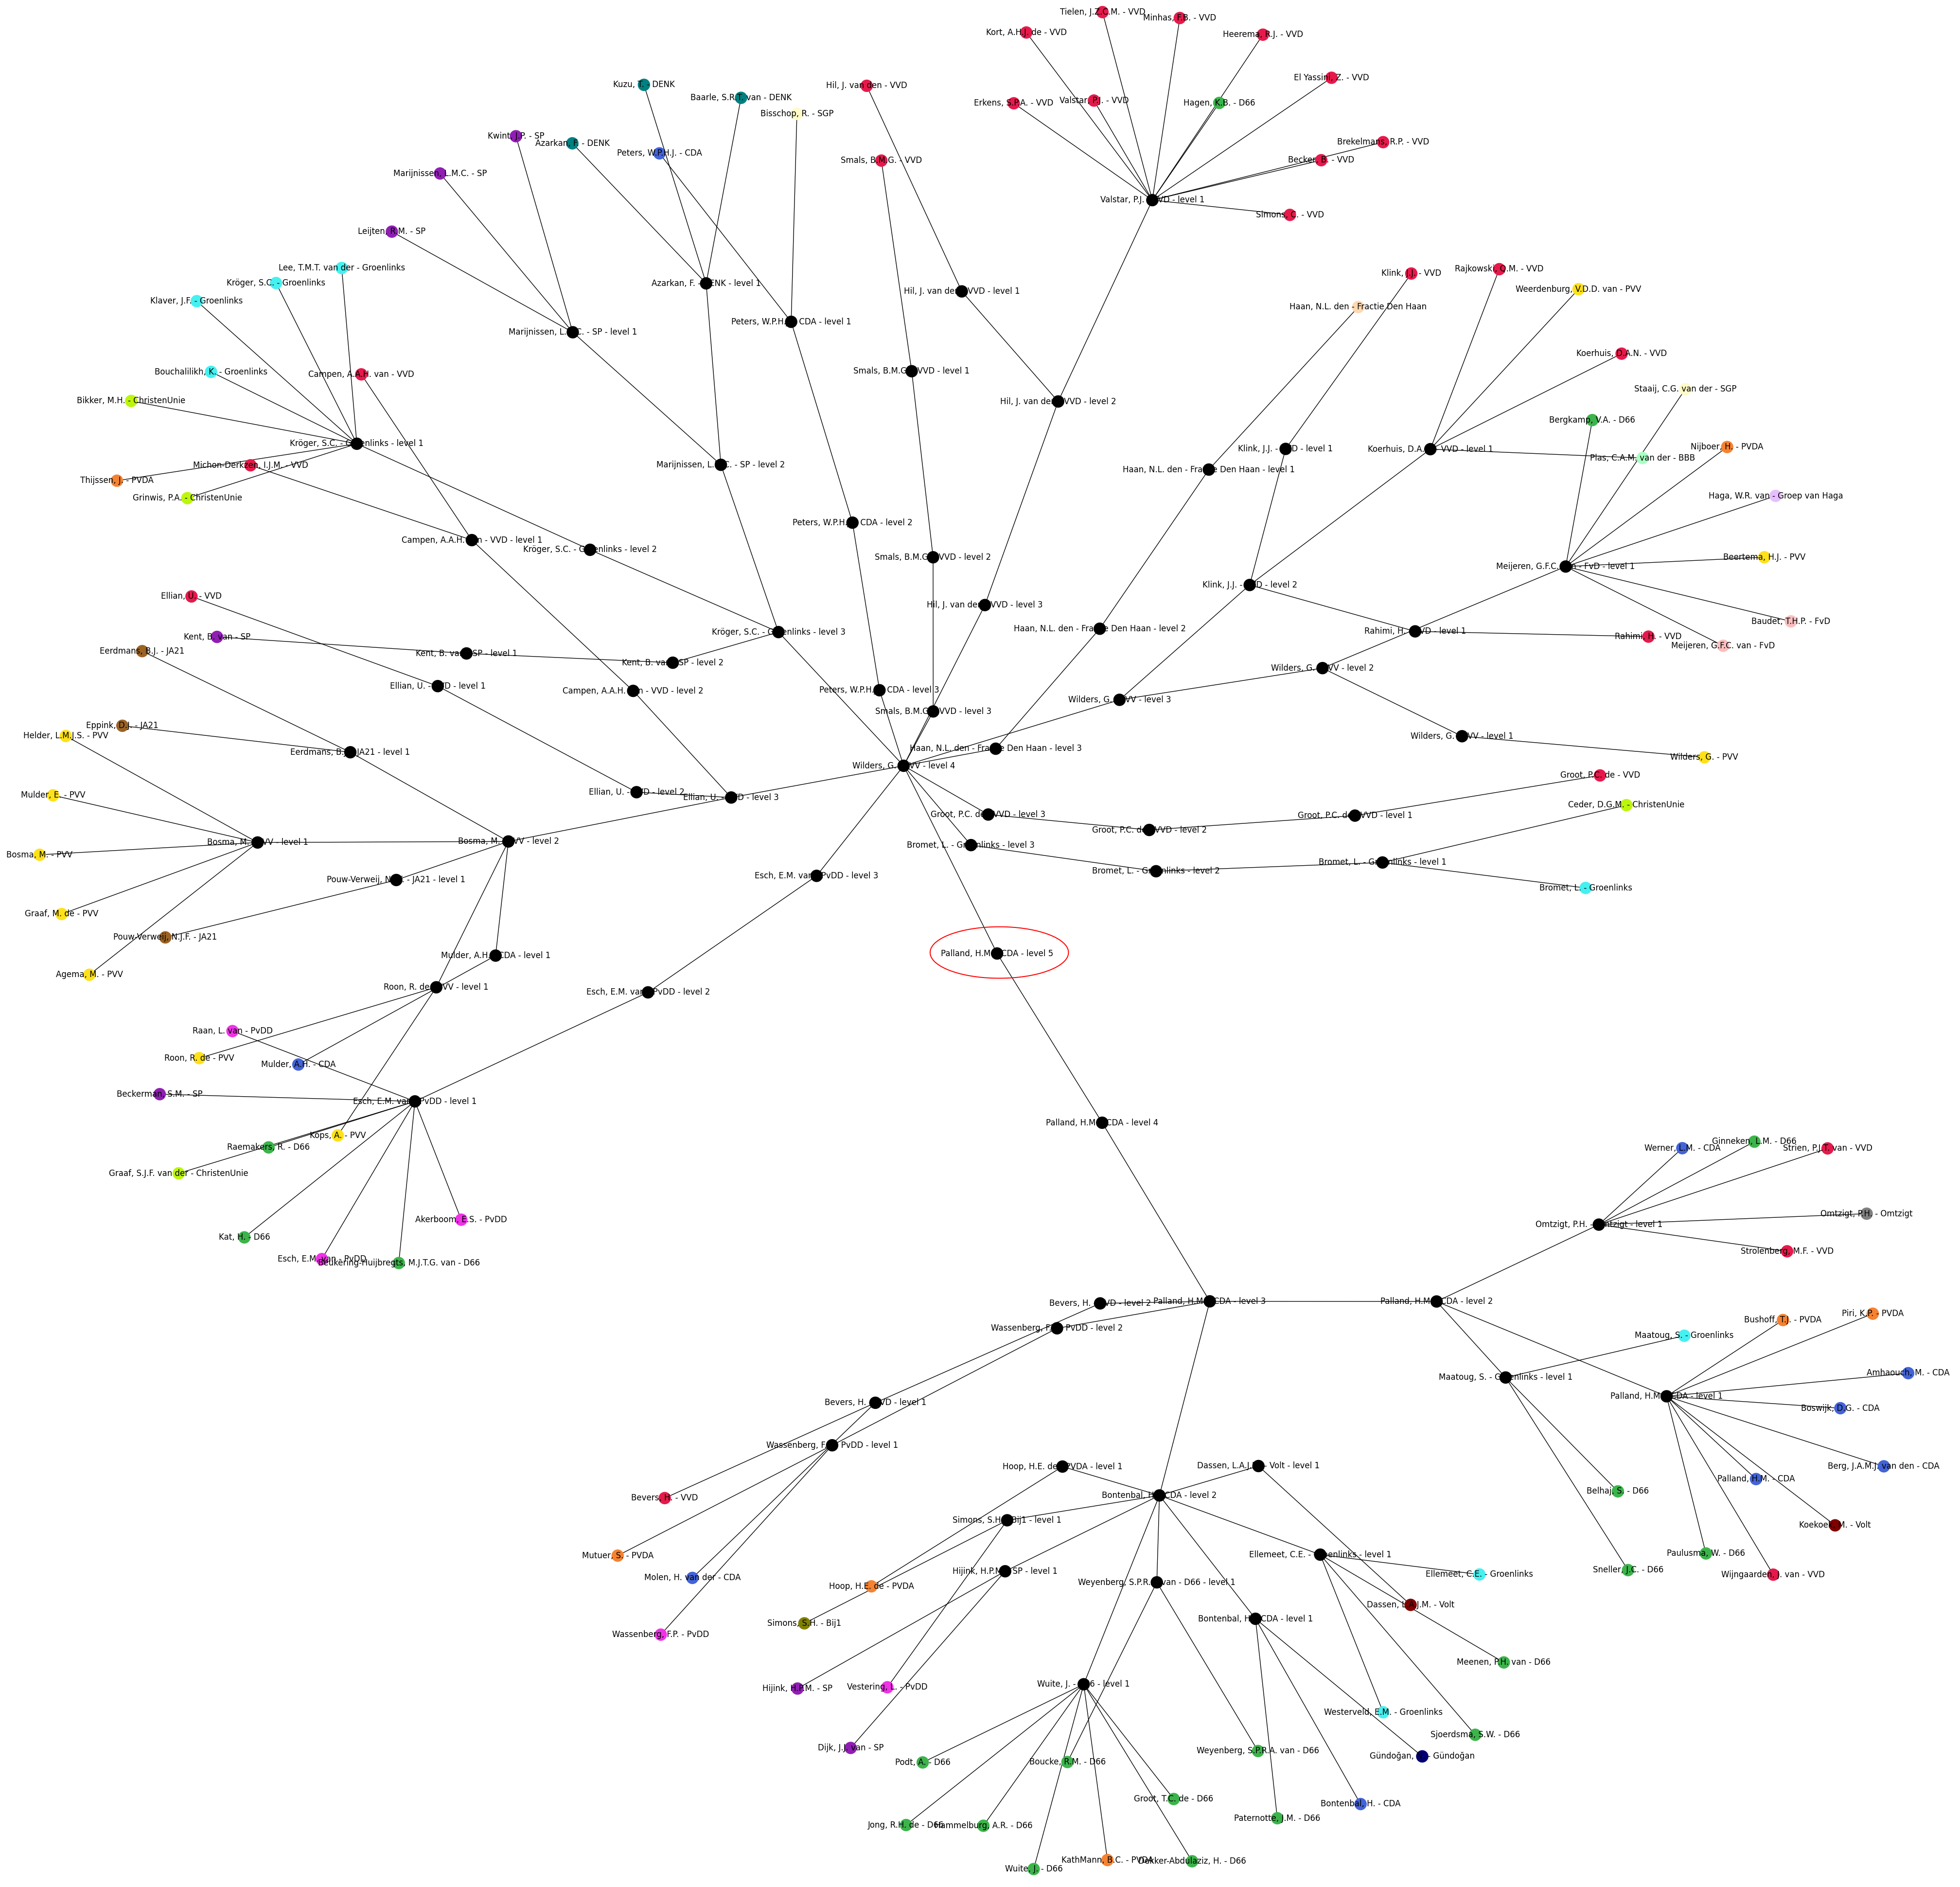 Tielen, J.Z.C.M. - VVD
Minhas, F.B. - VVD
Kort, A.H.J. de - VVD
Heerema, R.J. - VVD
El Yassini, Z. - VVD
Kuzu, T. - DENK
Hil, J. van den - VVD
Baarle, S.R.T. van - DENK
Valstar, P.J. - VVD
Erkens, S.P.A. - VVD
Hagen, K.B. - D66
Bisschop, R. - SGP
Kwint, J.P. - SP
Azarkan, F. - DENK
Brekelmans, R.P. - VVD
Peters, W.P.H.J. - CDA
Smals, B.M.G. - VVD
Becker, B. - VVD
Marijnissen, L.M.C. - SP
Valstar, P.J. - VVD - level 1
Simons, C. - VVD
Leijten, R.M. - SP
Lee, T.M.T. van der - Groenlinks
Rajkowski, Q.M. - VVD
Klink, J.J. - VVD
Kröger, S.C. - Groenlinks
Azarkan, F. - DENK - level 1
Weerdenburg, V.D.D. van - PVV
Hil, J. van den - VVD - level 1
Klaver, J.F. - Groenlinks
Haan, N.L. den - Fractie Den Haan
Peters, W.P.H.J. - CDA - level 1
Marijnissen, L.M.C. - SP - level 1
Koerhuis, D.A.N. - VVD
Smals, B.M.G. - VVD - level 1
Bouchallikh, K. - Groenlinks
Campen, A.A.H. van - VVD
Staaij, C.G. van der - SGP
Bikker, M.H. - ChristenUnie
Hil, J. van den - VVD - level 2
Bergkamp, V.A. - D66
Kröger, S.C. - Groenlinks - level 1
Nijboer, H. - PVDA
Klink, J.J. - VVD - level 1
Koerhuis, D.A.N. - VVD - level 1
Plas, C.A.M. van der - BBB
Michon-Derkzen, I.J.M. - VVD
Marijnissen, L.M.C. - SP - level 2
Haan, N.L. den - Fractie Den Haan - level 1
Thijssen, J. - PVDA
Haga, W.R. van - Groep van Haga
Grinwis, P.A. - ChristenUnie
Peters, W.P.H.J. - CDA - level 2
Campen, A.A.H. van - VVD - level 1
Kröger, S.C. - Groenlinks - level 2
Smals, B.M.G. - VVD - level 2
Beertema, H.J. - PVV
Meijeren, G.F.C. van - FvD - level 1
Klink, J.J. - VVD - level 2
Ellian, U. - VVD
Hil, J. van den - VVD - level 3
Baudet, T.H.P. - FvD
Haan, N.L. den - Fractie Den Haan - level 2
Kröger, S.C. - Groenlinks - level 3
Rahimi, H. - VVD - level 1
Rahimi, H. - VVD
Kent, B. van - SP
Meijeren, G.F.C. van - FvD
Eerdmans, B.J. - JA21
Kent, B. van - SP - level 1
Kent, B. van - SP - level 2
Wilders, G. - PVV - level 2
Ellian, U. - VVD - level 1
Campen, A.A.H. van - VVD - level 2
Peters, W.P.H.J. - CDA - level 3
Wilders, G. - PVV - level 3
Smals, B.M.G. - VVD - level 3
Eppink, D.J. - JA21
Helder, L.M.J.S. - PVV
Wilders, G. - PVV - level 1
Haan, N.L. den - Fractie Den Haan - level 3
Eerdmans, B.J. - JA21 - level 1
Wilders, G. - PVV
Wilders, G. - PVV - level 4
Groot, P.C. de - VVD
Ellian, U. - VVD - level 2
Mulder, E. - PVV
Ellian, U. - VVD - level 3
Ceder, D.G.M. - ChristenUnie
Groot, P.C. de - VVD - level 3
Groot, P.C. de - VVD - level 1
Groot, P.C. de - VVD - level 2
Bosma, M. - PVV - level 1
Bosma, M. - PVV - level 2
Bromet, L. - Groenlinks - level 3
Bosma, M. - PVV
Bromet, L. - Groenlinks - level 1
Bromet, L. - Groenlinks - level 2
Esch, E.M. van - PvDD - level 3
Pouw-Verweij, N.J.F. - JA21 - level 1
Bromet, L. - Groenlinks
Graaf, M. de - PVV
Pouw-Verweij, N.J.F. - JA21
Palland, H.M. - CDA - level 5
Mulder, A.H. - CDA - level 1
Agema, M. - PVV
Roon, R. de - PVV - level 1
Esch, E.M. van - PvDD - level 2
Raan, L. van - PvDD
Roon, R. de - PVV
Mulder, A.H. - CDA
Beckerman, S.M. - SP
Esch, E.M. van - PvDD - level 1
Palland, H.M. - CDA - level 4
Kops, A. - PVV
Raemakers, R. - D66
Ginneken, L.M. - D66
Werner, L.M. - CDA
Strien, P.J.T. van - VVD
Graaf, S.J.F. van der - ChristenUnie
Omtzigt, P.H. - Omtzigt
Akerboom, E.S. - PvDD
Omtzigt, P.H. - Omtzigt - level 1
Kat, H. - D66
Strolenberg, M.F. - VVD
Esch, E.M. van - PvDD
Beukering-Huijbregts, M.J.T.G. van - D66
Bevers, H. - VVD - level 2
Palland, H.M. - CDA - level 3
Palland, H.M. - CDA - level 2
Piri, K.P. - PVDA
Bushoff, T.J. - PVDA
Wassenberg, F.P. - PvDD - level 2
Maatoug, S. - Groenlinks
Amhaouch, M. - CDA
Maatoug, S. - Groenlinks - level 1
Palland, H.M. - CDA - level 1
Bevers, H. - VVD - level 1
Boswijk, D.G. - CDA
Wassenberg, F.P. - PvDD - level 1
Hoop, H.E. de - PVDA - level 1
Dassen, L.A.J.M. - Volt - level 1
Berg, J.A.M.J. van den - CDA
Palland, H.M. - CDA
Belhaj, S. - D66
Bontenbal, H. - CDA - level 2
Bevers, H. - VVD
Simons, S.H. - Bij1 - level 1
Koekoek, M. - Volt
Mutuer, S. - PVDA
Ellemeet, C.E. - Groenlinks - level 1
Paulusma, W. - D66
Hijink, H.P.M. - SP - level 1
Sneller, J.C. - D66
Ellemeet, C.E. - Groenlinks
Wijngaarden, J. van - VVD
Molen, H. van der - CDA
Weyenberg, S.P.R.A. van - D66 - level 1
Hoop, H.E. de - PVDA
Dassen, L.A.J.M. - Volt
Bontenbal, H. - CDA - level 1
Simons, S.H. - Bij1
Wassenberg, F.P. - PvDD
Meenen, P.H. van - D66
Wuite, J. - D66 - level 1
Vestering, L. - PvDD
Hijink, H.P.M. - SP
Westerveld, E.M. - Groenlinks
Sjoerdsma, S.W. - D66
Dijk, J.J. van - SP
Weyenberg, S.P.R.A. van - D66
Gündoğan, - Gündoğan
Podt, A. - D66
Boucke, R.M. - D66
Groot, T.C. de - D66
Bontenbal, H. - CDA
Paternotte, J.M. - D66
Jong, R.H. de - D66
Hammelburg, A.R. - D66
KathMann, B.C. - PVDA
Dekker-Abdulaziz, H. - D66
Wuite, J. - D66